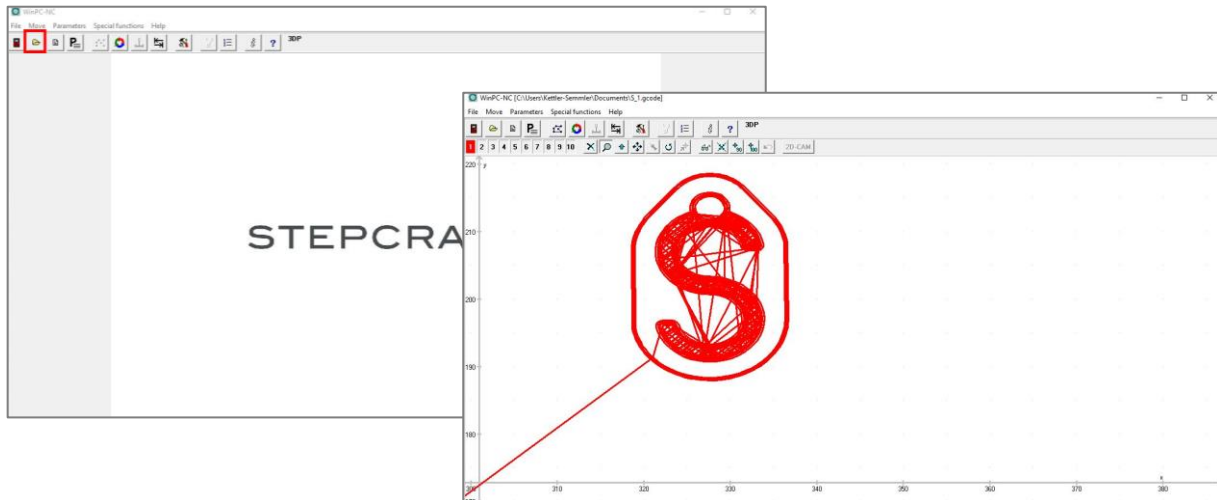 WinPC-NC
File Move Parameters Special functions Help
3DP
STEPCRA
WinPC-NC [C:\Users\Kettler-Semmler\Documents\S_1.gcode]
File Move Parameters Special functions Help
3DP
1 2 3 4 5 6 7 8 9 10 2D-CAM
220 y
210
200
190
180
x
300 310 320 330 340 350 360 370 380